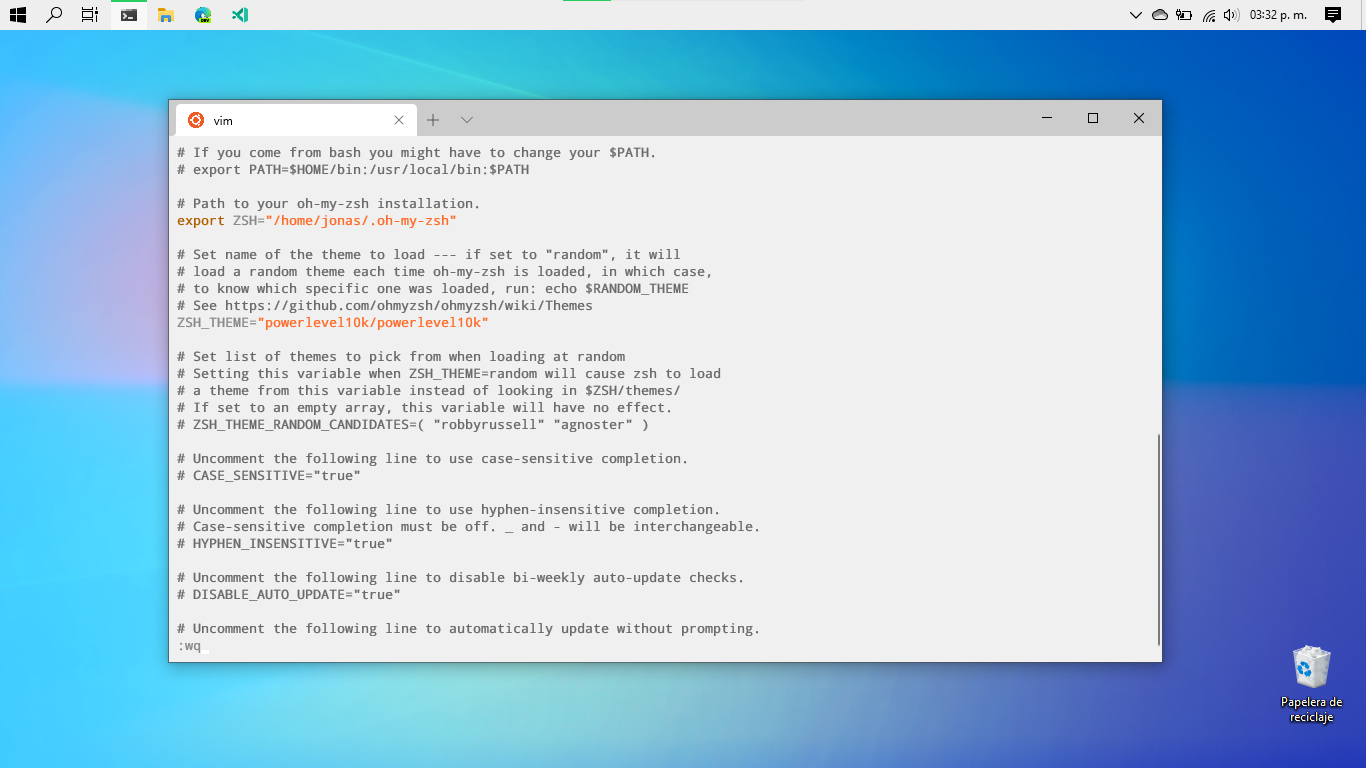 03:32 p. m.
vim
# If you come from bash you might have to change your $PATH.
# export PATH=$HOME/bin:/usr/local/bin:$PATH
# Path to your oh-my-zsh installation.
export ZSH="/home/jonas/.oh-my-zsh"
# Set name of the theme to load --- if set to "random", it will
# load a random theme each time oh-my-zsh is loaded, in which case,
# to know which specific one was loaded, run: echo $RANDOM_THEME
# See https://github.com/ohmyzsh/ohmyzsh/wiki/Themes
ZSH_THEME="powerlevel10k/powerlevel10k"
# Set list of themes to pick from when loading at random
# Setting this variable when ZSH_THEME=random will cause zsh to load
# a theme from this variable instead of looking in $ZSH/themes/
# If set to an empty array, this variable will have no effect.
# ZSH_THEME_RANDOM_CANDIDATES=( "robbyrussell" "agnoster" )
# Uncomment the following line to use case-sensitive completion.
# CASE_SENSITIVE="true"
# Uncomment the following line to use hyphen-insensitive completion.
# Case-sensitive completion must be off. _ and - will be interchangeable.
# HYPHEN_INSENSITIVE="true"
# Uncomment the following line to disable bi-weekly auto-update checks.
# DISABLE_AUTO_UPDATE="true"
# Uncomment the following line to automatically update without prompting.
:wq
Papelera de
reciclaje